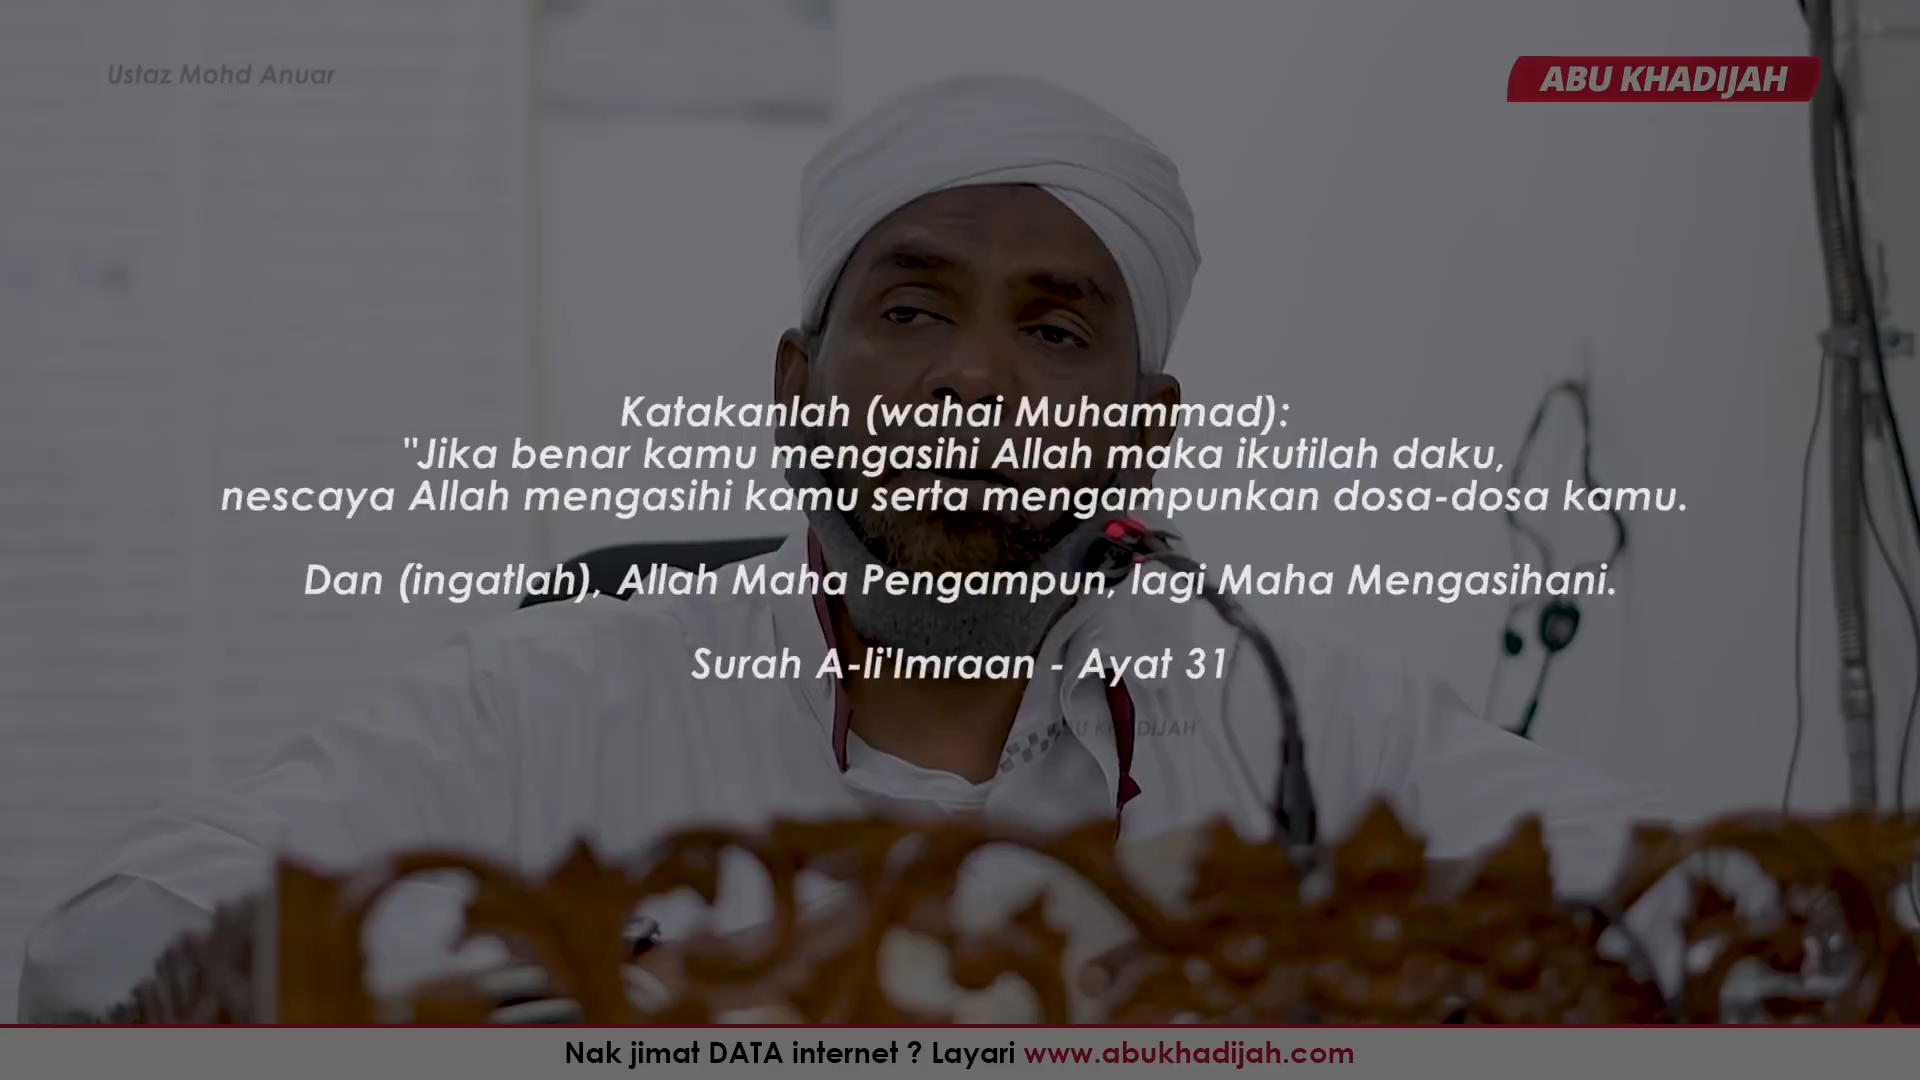 Ustaz Mohd Anuar
ABU KHADIJAH
Katakanlah (wahai Muhammad):
"Jika benar kamu mengasihi Allah maka ikutilah daku,
nescaya Allah mengasihi kamu serta mengampunkan dosa-dosa kamu.
Dan (ingatlah), Allah Maha Pengampun, lagi Maha Mengasihani.
Surah A-li'Imraan - Ayat 31
ABU KHADIJAH
Nak jimat DATA internet ? Layari www.abukhadijah.com